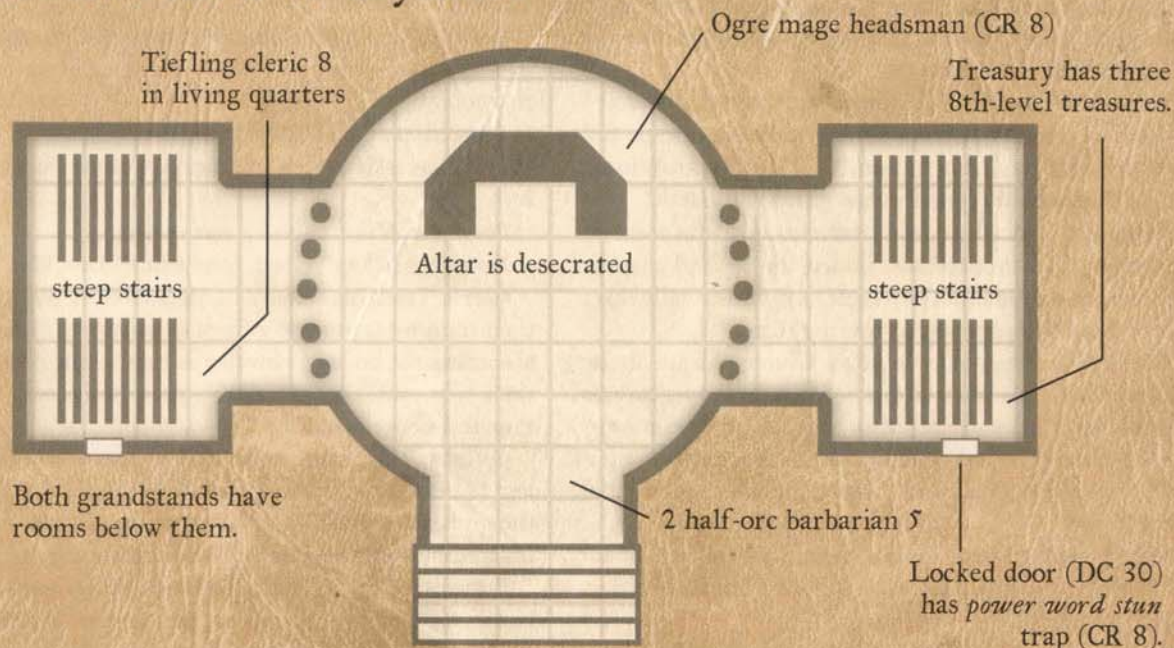 Ogre mage headsman (CR 8)
Tiefling cleric 8
in living quarters
Treasury has three
8th-level treasures.
Altar is desecrated
steep stairs
steep stairs
Both grandstands have
rooms below them.
2 half-orc barbarian 5
Locked door (DC 30)
has power word stun
trap (CR 8).